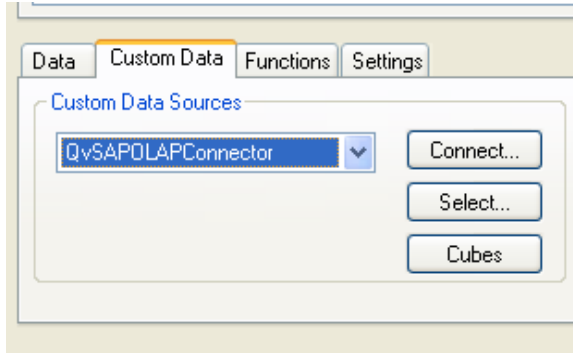 Data Custom Data Functions Settings
Custom Data Sources
QvSAPOLAPConnector Connect...
Select...
Cubes